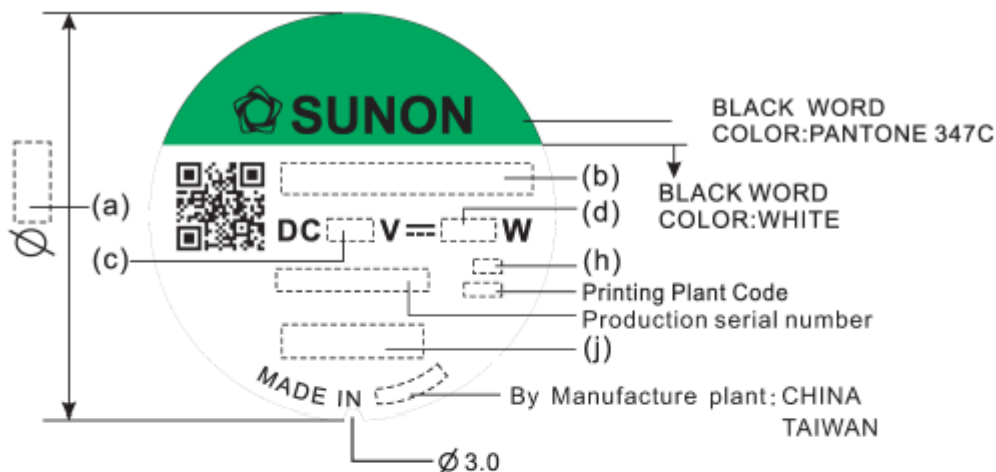 SUNON
BLACK WORD
COLOR:PANTONE 347C
BLACK WORD
COLOR:WHITE
(a)
Ø
(b)
(d)
DC V⎓ W
(c)
(h)
Printing Plant Code
Production serial number
(j)
MADE IN
By Manufacture plant: CHINA
TAIWAN
Ø3.0